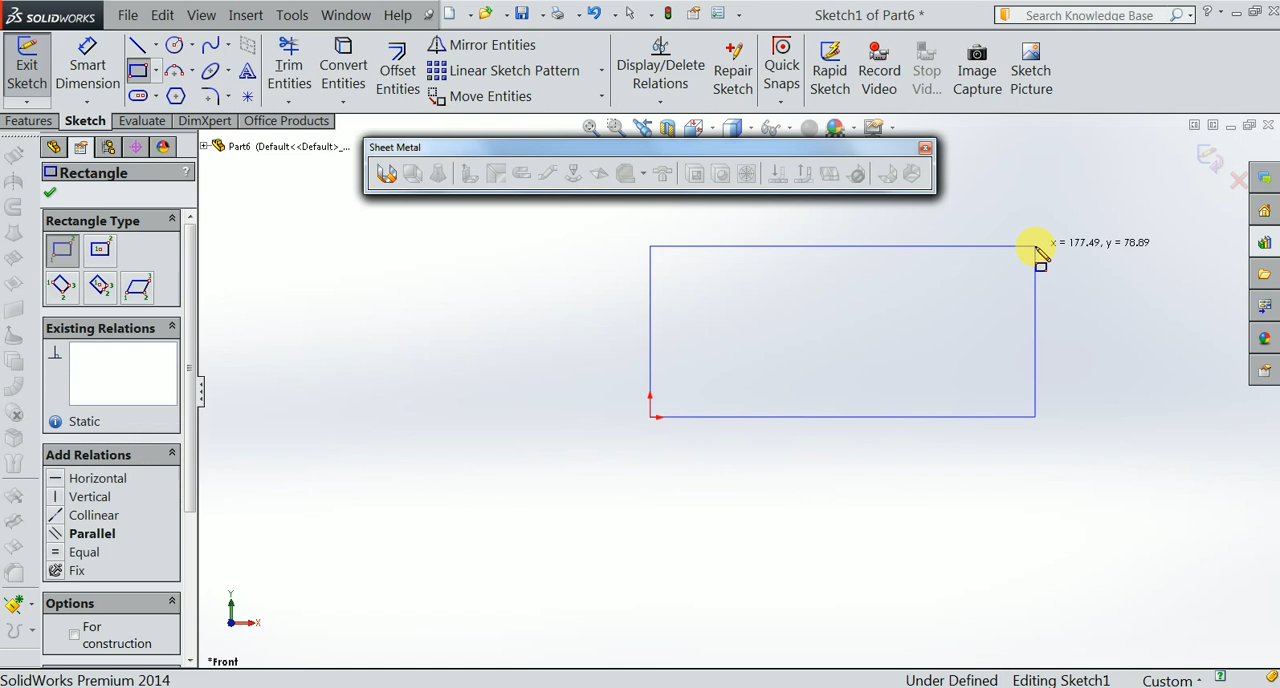 SOLIDWORKS File Edit View Insert Tools Window Help Sketch1 of Part6 * Search Knowledge Base ?
Exit Sketch
Smart Dimension
Trim Entities
Convert Entities
Offset Entities
Mirror Entities
Linear Sketch Pattern
Move Entities
Display/Delete Relations
Repair Sketch
Quick Snaps
Rapid Sketch
Record Video
Stop Vid...
Image Capture
Sketch Picture
Features Sketch Evaluate DimXpert Office Products
Part6 (Default<<Default>_...
Sheet Metal
Rectangle ?
Rectangle Type
x = 177.49, y = 78.89
Existing Relations
Static
Add Relations
Horizontal
Vertical
Collinear
Parallel
Equal
Fix
Options
For construction
Y
X
*Front
SolidWorks Premium 2014 Under Defined Editing Sketch1 Custom ?